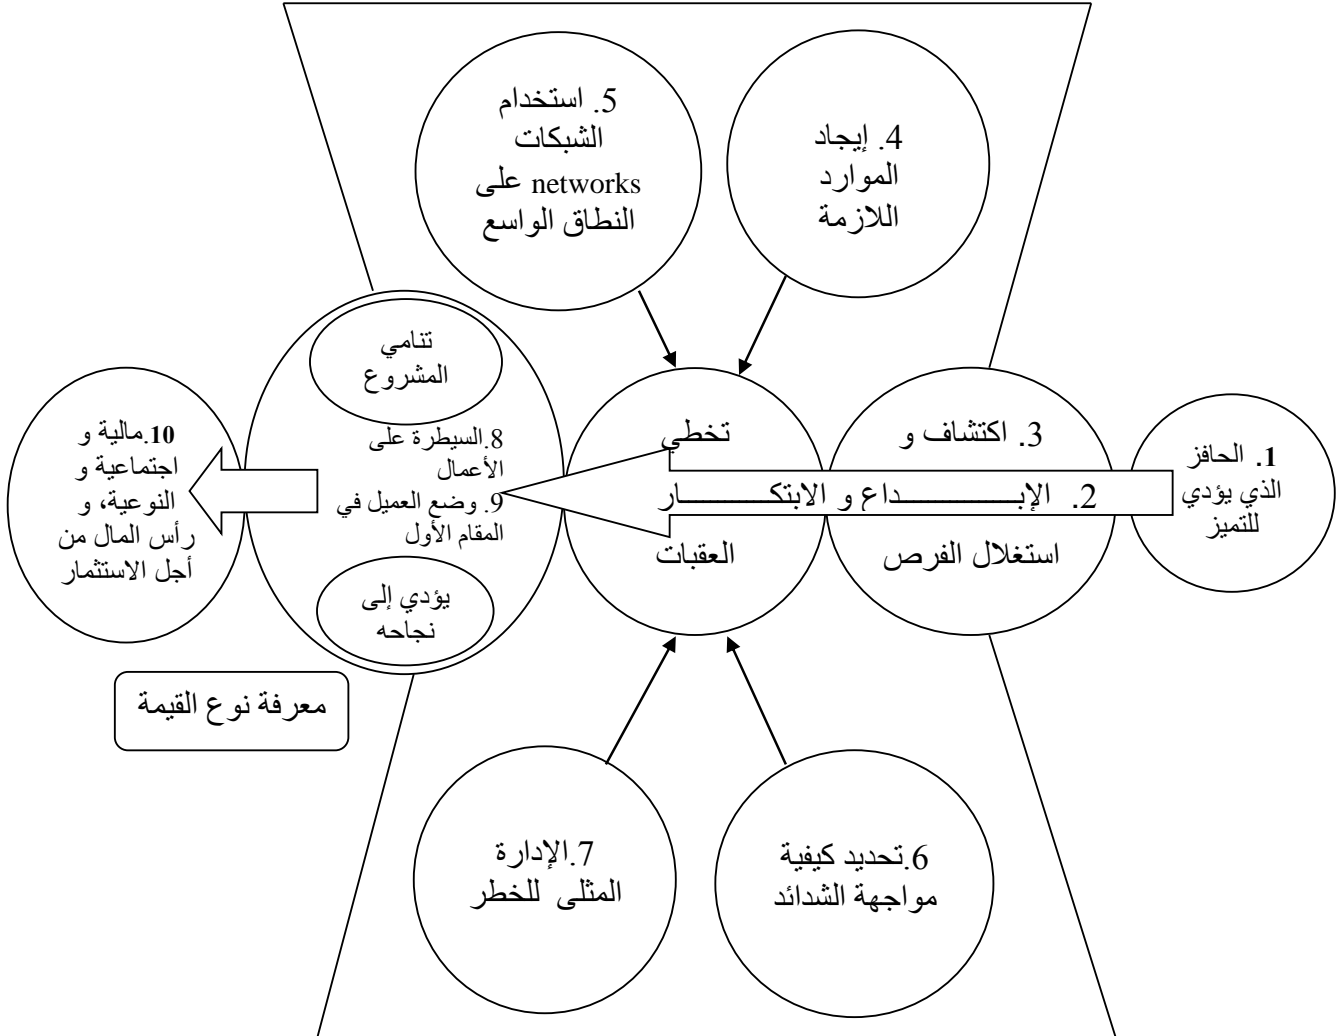 5. استخدام
الشبكات
networks على
النطاق الواسع
4. إيجاد
الموارد
اللازمة
1. الحافز
الذي يؤدي
للتميز
3. اكتشاف و
استغلال الفرص
2. الإبــــــــــــداع و الابتكـــــــــار
تخطي
العقبات
تنامي
المشروع
8.السيطرة على
الأعمال
9. وضع العميل في
المقام الأول
يؤدي إلى
نجاحه
10.مالية و
اجتماعية و
النوعية، و
رأس المال من
أجل الاستثمار
معرفة نوع القيمة
6.تحديد كيفية
مواجهة الشدائد
7.الإدارة
المثلى للخطر